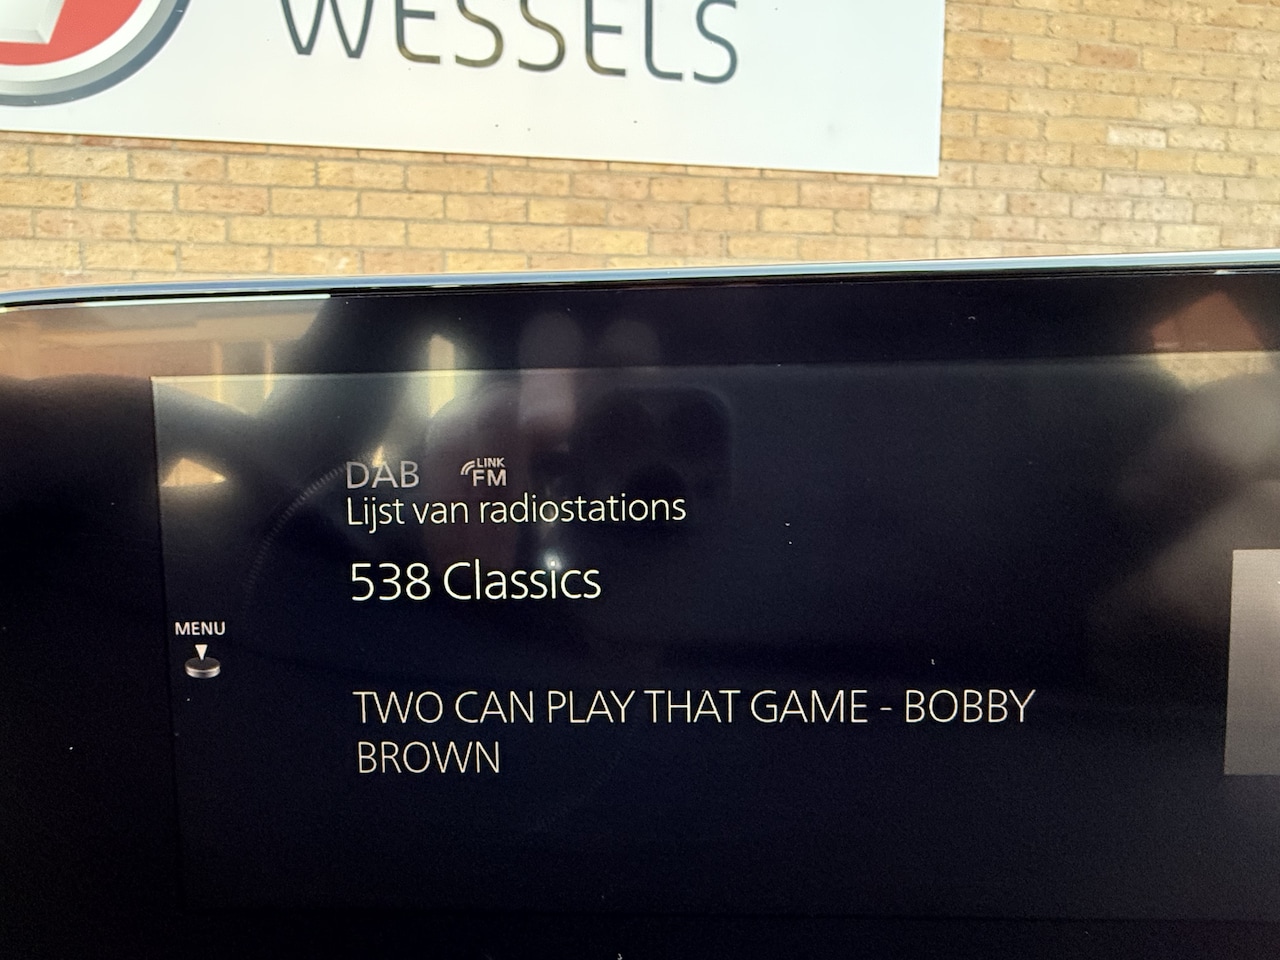 WESSELS
DAB LINK FM
Lijst van radiostations
538 Classics
MENU
TWO CAN PLAY THAT GAME - BOBBY
BROWN